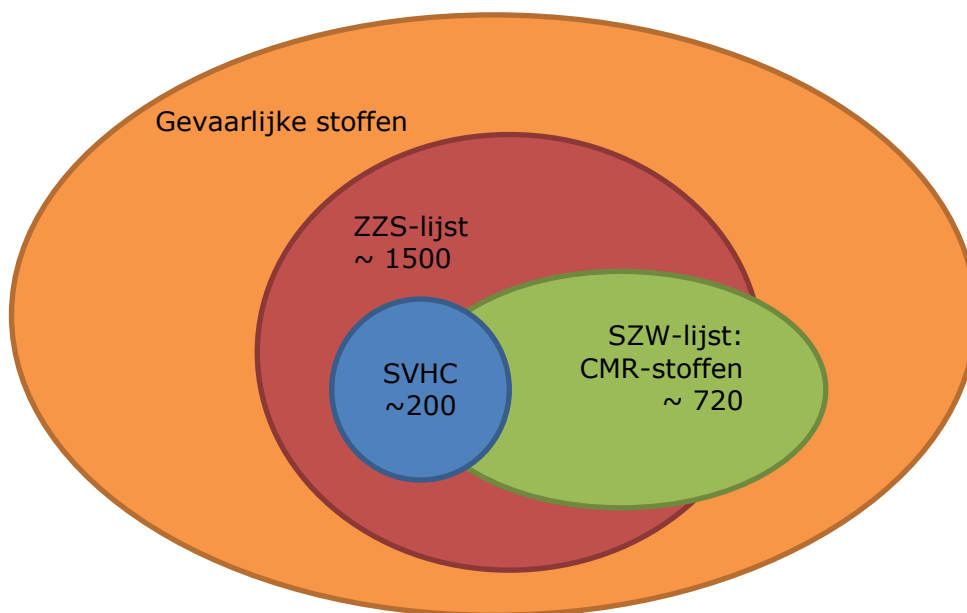 Gevaarlijke stoffen
ZZS-lijst
~ 1500
SZW-lijst:
CMR-stoffen
~ 720
SVHC
~200